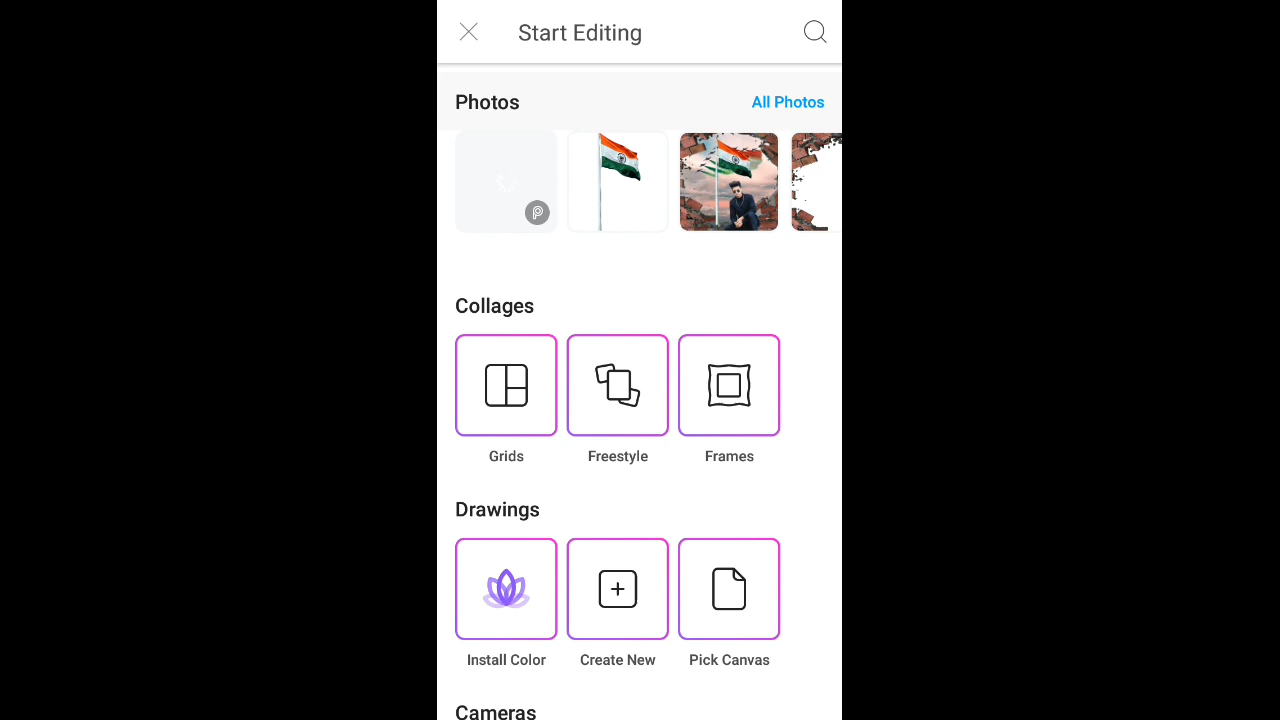 Start Editing
Photos
All Photos
Collages
Grids
Freestyle
Frames
Drawings
Install Color
Create New
Pick Canvas
Cameras